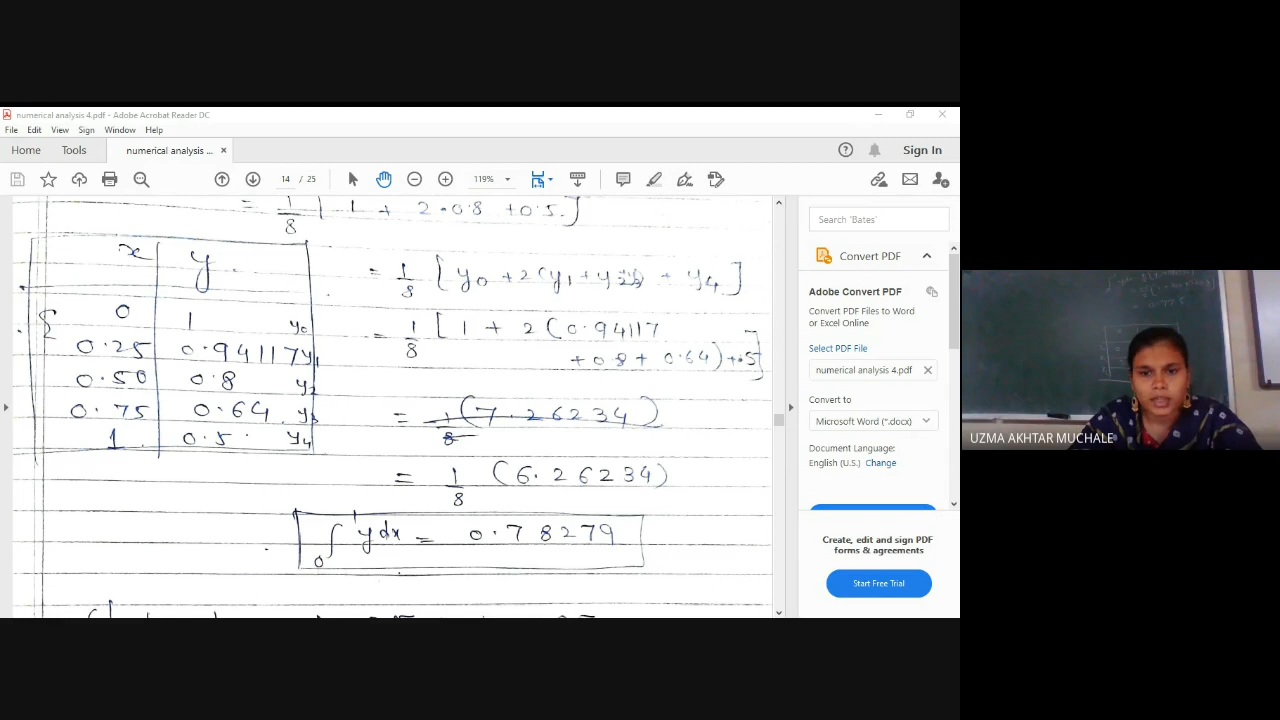 numerical analysis 4.pdf - Adobe Acrobat Reader DC
File Edit View Sign Window Help
Home Tools numerical analysis ... × Sign In
14 / 25 119%
= 1/8 [ 1 + 2·0.8 + 0.5 ]
x y
0 1 y0
0.25 0.94117 y1
0.50 0.8 y2
0.75 0.64 y3
1 0.5 y4
= 1/8 [ y0 + 2(y1 + y2 + y3) + y4 ]
= 1/8 [ 1 + 2(0.94117
+ 0.8 + 0.64) + 0.5 ]
= 1/8 (7.26234)
= 1/8 (6.26234)
∫₀¹ y dx = 0.78279
Search 'Bates'
Convert PDF
Adobe Convert PDF
Convert PDF Files to Word
or Excel Online
Select PDF File
numerical analysis 4.pdf ×
Convert to
Microsoft Word (*.docx)
Document Language:
English (U.S.) Change
Create, edit and sign PDF
forms & agreements
Start Free Trial
UZMA AKHTAR MUCHALE